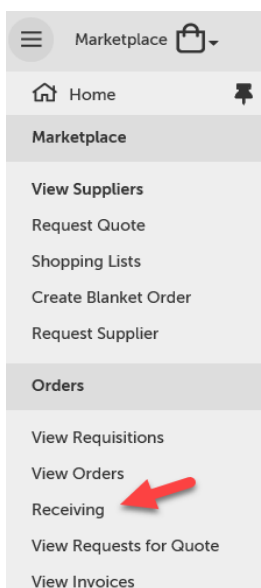 Marketplace
Home
Marketplace
View Suppliers
Request Quote
Shopping Lists
Create Blanket Order
Request Supplier
Orders
View Requisitions
View Orders
Receiving
View Requests for Quote
View Invoices